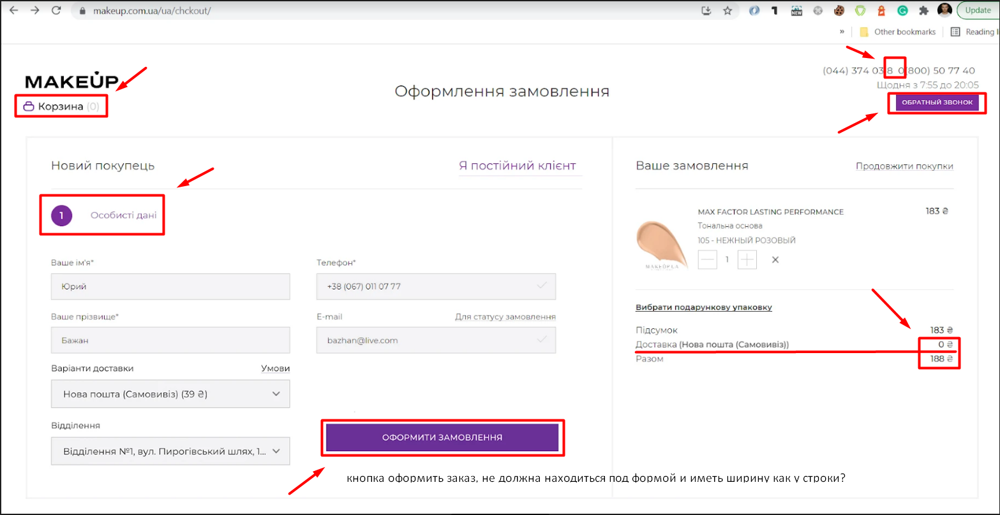 makeup.com.ua/ua/chckout/
NEW
Update
»
Other bookmarks
Reading li
MAKEUP
Корзина (0)
Оформлення замовлення
(044) 374 03 8 0(800) 50 77 40
Щодня з 7:55 до 20:05
ОБРАТНЫЙ ЗВОНОК
Новий покупець
Я постійний клієнт
1
Особисті дані
Ваше ім'я*
Телефон*
Юрий
+38 (067) 011 07 77
Ваше прізвище*
E-mail
Для статусу замовлення
Бажан
bazhan@live.com
Варіанти доставки
Умови
Нова пошта (Самовивіз) (39 ₴)
Відділення
Відділення №1, вул. Пирогівський шлях, 1...
ОФОРМИТИ ЗАМОВЛЕННЯ
кнопка оформить заказ, не должна находиться под формой и иметь ширину как у строки?
Ваше замовлення
Продовжити покупки
MAX FACTOR LASTING PERFORMANCE
183 ₴
Тональна основа
105 - НЕЖНЫЙ РОЗОВЫЙ
MAKEUP.UA
1
Вибрати подарункову упаковку
Підсумок
183 ₴
Доставка (Нова пошта (Самовивіз))
0 ₴
Разом
188 ₴